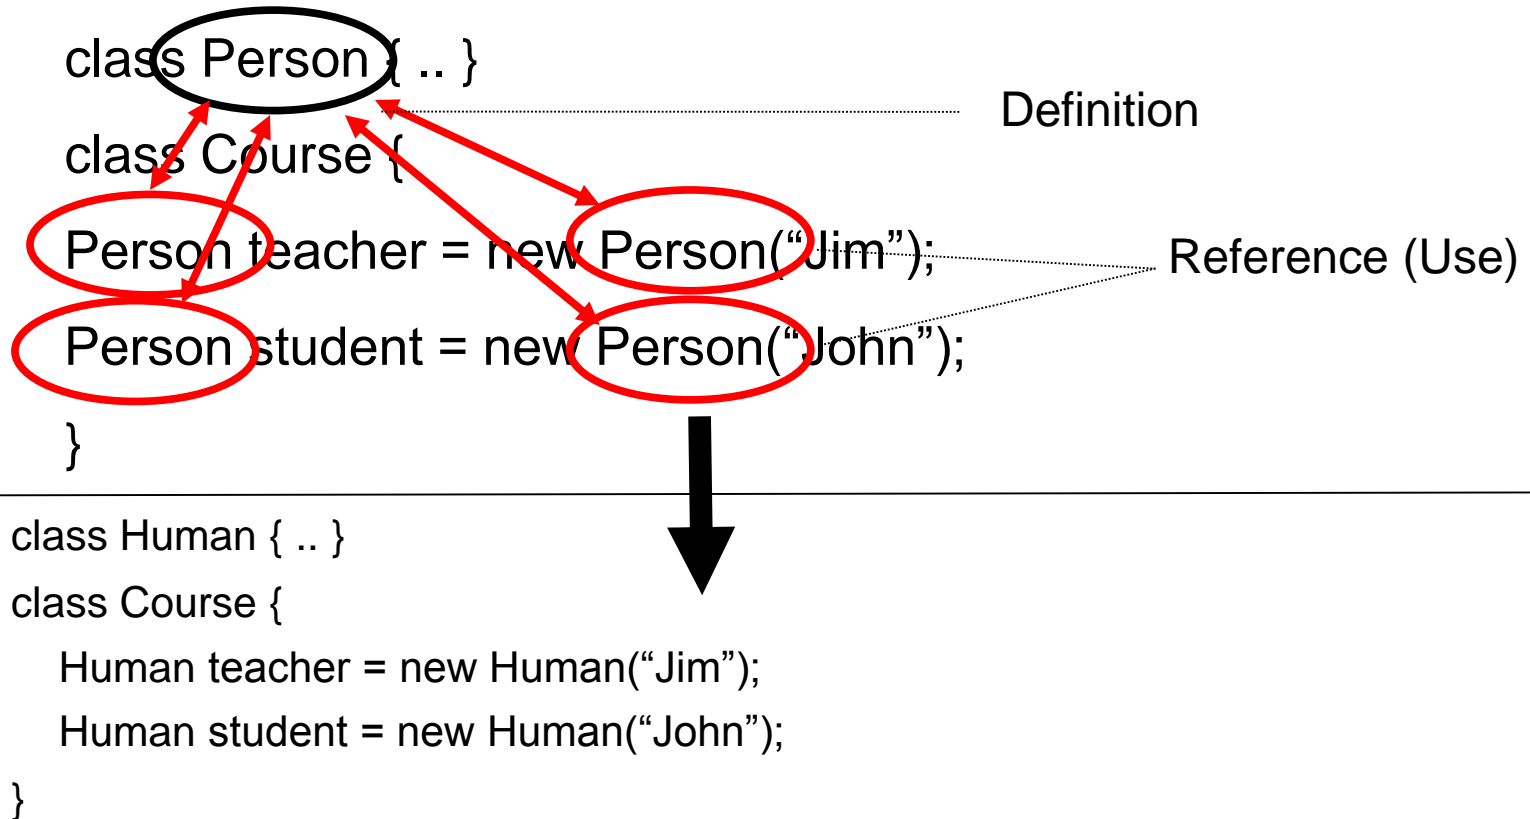 class Person { .. }
Definition
class Course {
Person teacher = new Person(“Jim”);
Reference (Use)
Person student = new Person(“John”);
}
class Human { .. }
class Course {
Human teacher = new Human(“Jim”);
Human student = new Human(“John”);
}